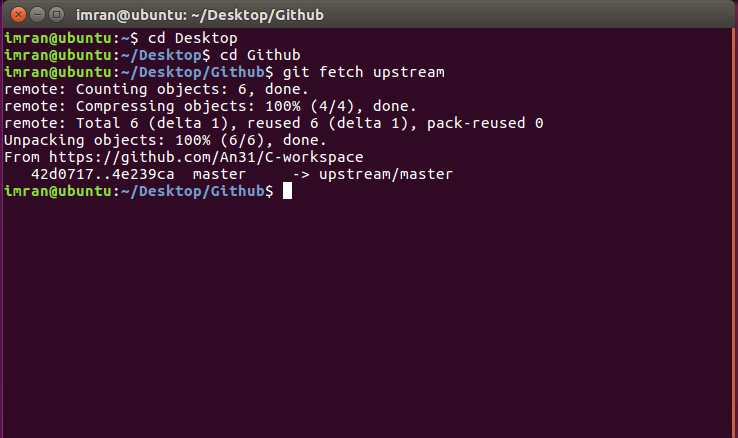 imran@ubuntu: ~/Desktop/Github
imran@ubuntu:~$ cd Desktop
imran@ubuntu:~/Desktop$ cd Github
imran@ubuntu:~/Desktop/Github$ git fetch upstream
remote: Counting objects: 6, done.
remote: Compressing objects: 100% (4/4), done.
remote: Total 6 (delta 1), reused 6 (delta 1), pack-reused 0
Unpacking objects: 100% (6/6), done.
From https://github.com/An31/C-workspace
   42d0717..4e239ca  master     -> upstream/master
imran@ubuntu:~/Desktop/Github$